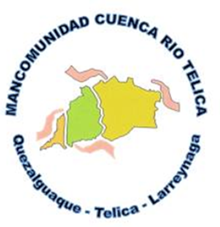 MANCOMUNIDAD CUENCA RIO TELICA
Quezalguaque - Telica - Larreynaga